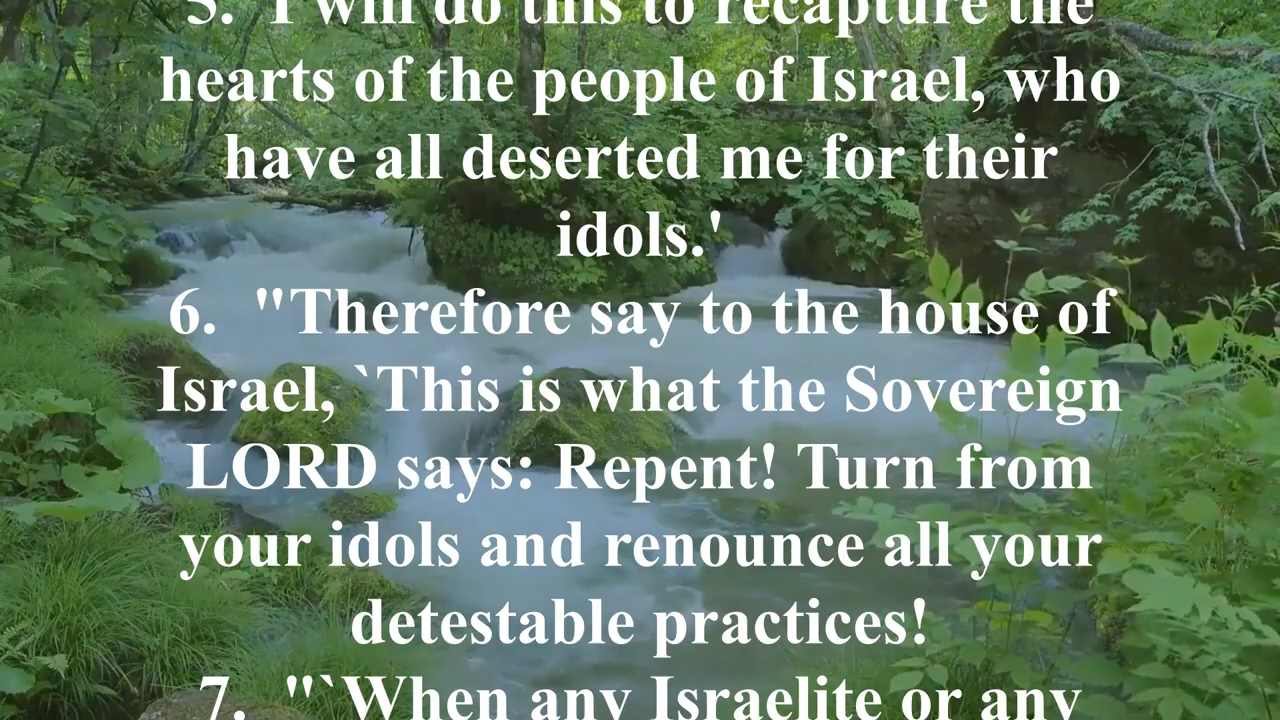 5. "I will do this to recapture the
hearts of the people of Israel, who
have all deserted me for their
idols.'
6. "Therefore say to the house of
Israel, `This is what the Sovereign
LORD says: Repent! Turn from
your idols and renounce all your
detestable practices!
7. "`When any Israelite or any